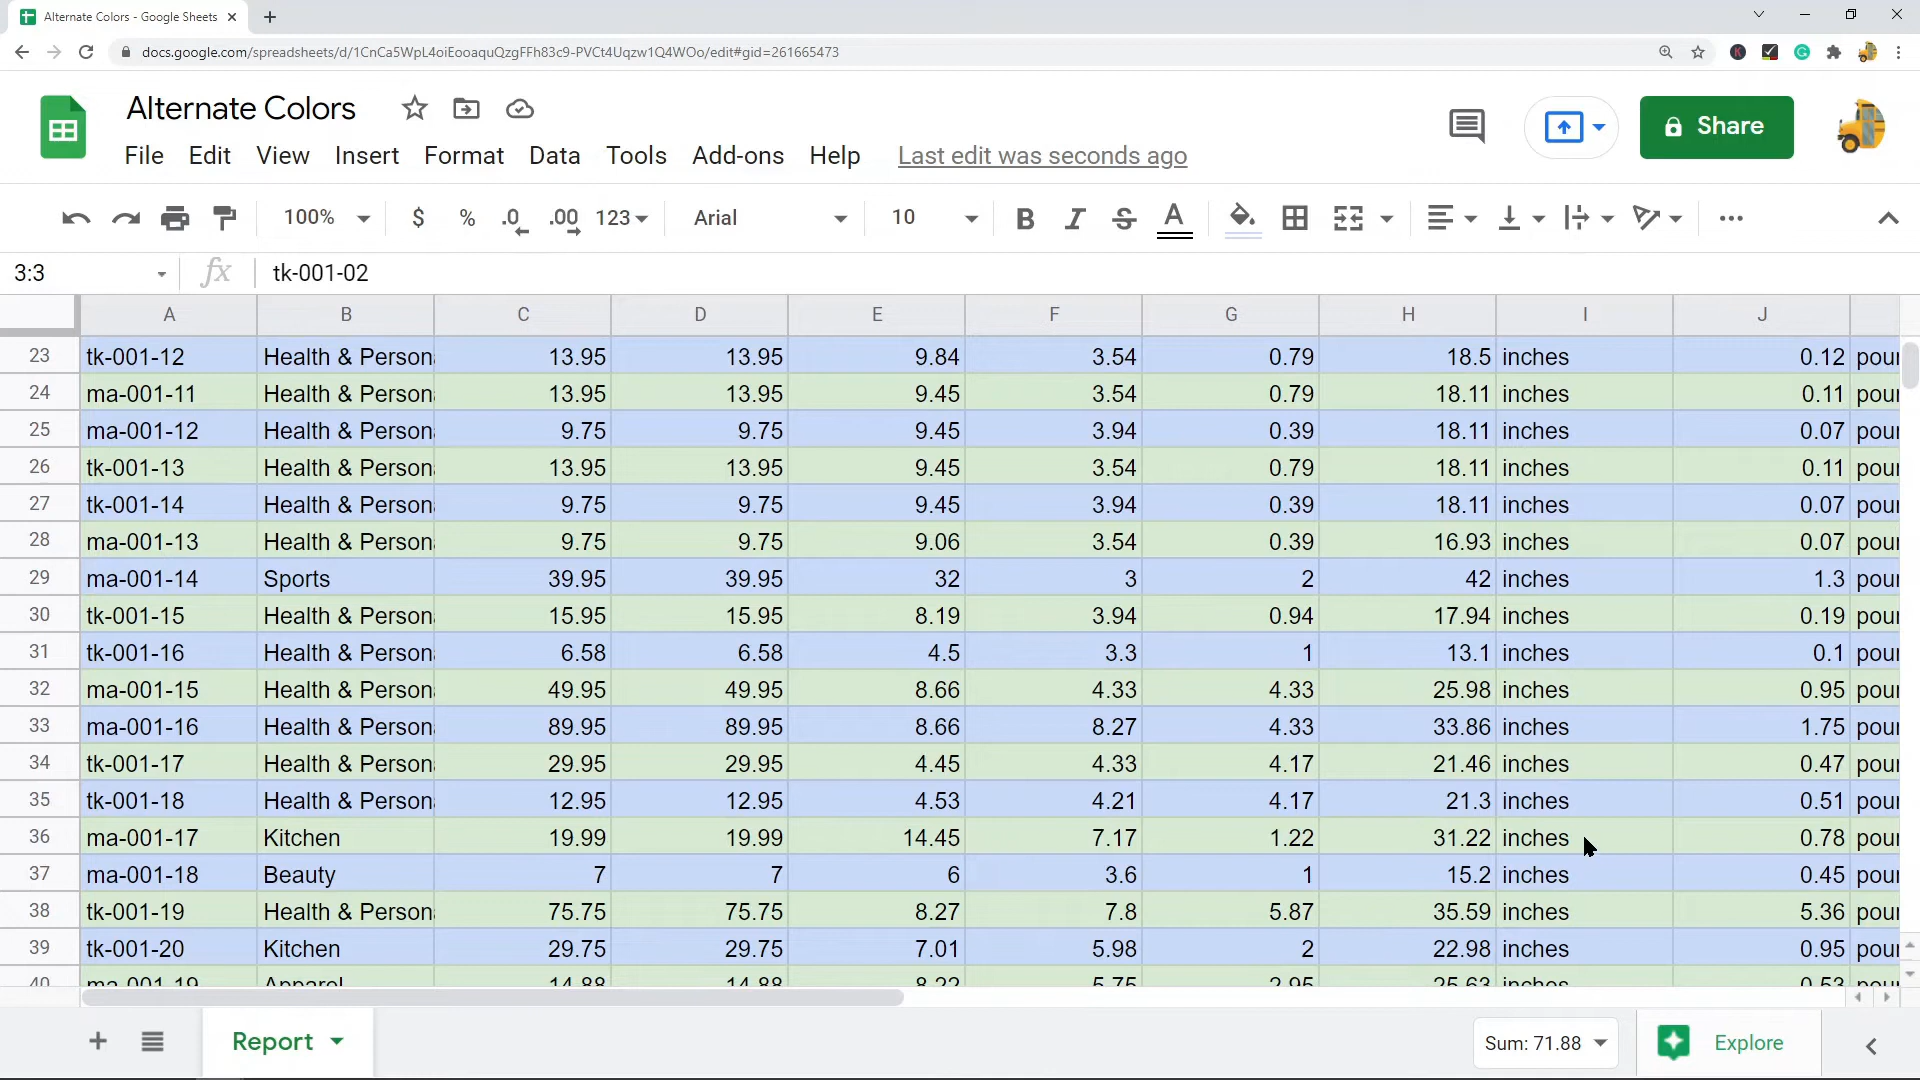 Alternate Colors - Google Sheets
docs.google.com/spreadsheets/d/1CnCa5WpL4oiEooaquQzgFFh83c9-PVCt4Uqzw1Q4WOo/edit#gid=261665473
Alternate Colors
Share
File Edit View Insert Format Data Tools Add-ons Help Last edit was seconds ago
100% $ % .0 .00 123 Arial 10 B I S A
3:3 fx tk-001-02
A B C D E F G H I J
23 tk-001-12 Health & Person 13.95 13.95 9.84 3.54 0.79 18.5 inches 0.12 pou
24 ma-001-11 Health & Person 13.95 13.95 9.45 3.54 0.79 18.11 inches 0.11 pou
25 ma-001-12 Health & Person 9.75 9.75 9.45 3.94 0.39 18.11 inches 0.07 pou
26 tk-001-13 Health & Person 13.95 13.95 9.45 3.54 0.79 18.11 inches 0.11 pou
27 tk-001-14 Health & Person 9.75 9.75 9.45 3.94 0.39 18.11 inches 0.07 pou
28 ma-001-13 Health & Person 9.75 9.75 9.06 3.54 0.39 16.93 inches 0.07 pou
29 ma-001-14 Sports 39.95 39.95 32 3 2 42 inches 1.3 pou
30 tk-001-15 Health & Person 15.95 15.95 8.19 3.94 0.94 17.94 inches 0.19 pou
31 tk-001-16 Health & Person 6.58 6.58 4.5 3.3 1 13.1 inches 0.1 pou
32 ma-001-15 Health & Person 49.95 49.95 8.66 4.33 4.33 25.98 inches 0.95 pou
33 ma-001-16 Health & Person 89.95 89.95 8.66 8.27 4.33 33.86 inches 1.75 pou
34 tk-001-17 Health & Person 29.95 29.95 4.45 4.33 4.17 21.46 inches 0.47 pou
35 tk-001-18 Health & Person 12.95 12.95 4.53 4.21 4.17 21.3 inches 0.51 pou
36 ma-001-17 Kitchen 19.99 19.99 14.45 7.17 1.22 31.22 inches 0.78 pou
37 ma-001-18 Beauty 7 7 6 3.6 1 15.2 inches 0.45 pou
38 tk-001-19 Health & Person 75.75 75.75 8.27 7.8 5.87 35.59 inches 5.36 pou
39 tk-001-20 Kitchen 29.75 29.75 7.01 5.98 2 22.98 inches 0.95 pou
40 ma-001-19 Apparel 14.88 14.88 8.22 5.75 2.95 25.63 inches 0.53 pou
Report
Sum: 71.88
Explore